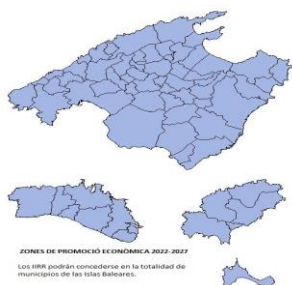 ZONES DE PROMOCIÓ ECONÒMICA 2022-2027
Los IIRR podrán concederse en la totalidad de
municipios de las Islas Baleares.